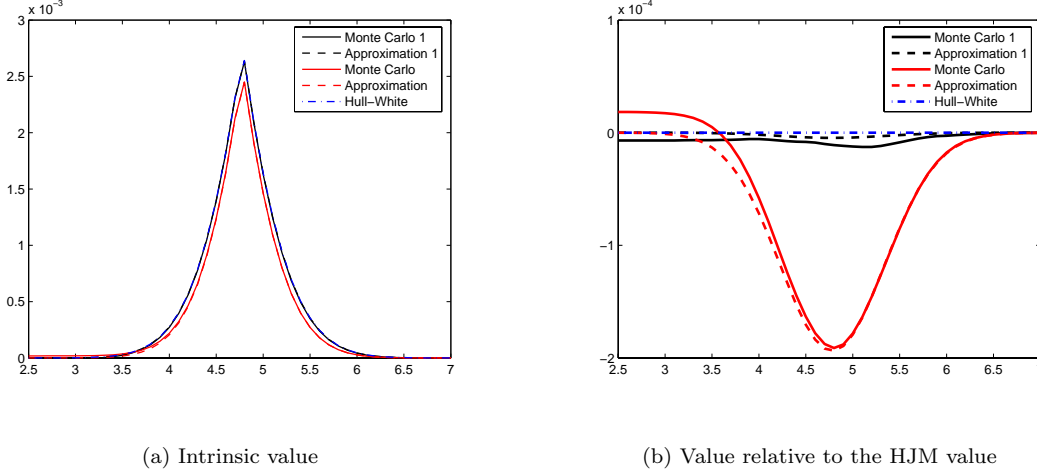 x 10⁻³
3
2.5
2
1.5
1
0.5
0
2.5 3 3.5 4 4.5 5 5.5 6 6.5 7
Monte Carlo 1
Approximation 1
Monte Carlo
Approximation
Hull−White
(a) Intrinsic value
x 10⁻⁴
1
0
−1
−2
2.5 3 3.5 4 4.5 5 5.5 6 6.5
Monte Carlo 1
Approximation 1
Monte Carlo
Approximation
Hull−White
(b) Value relative to the HJM value